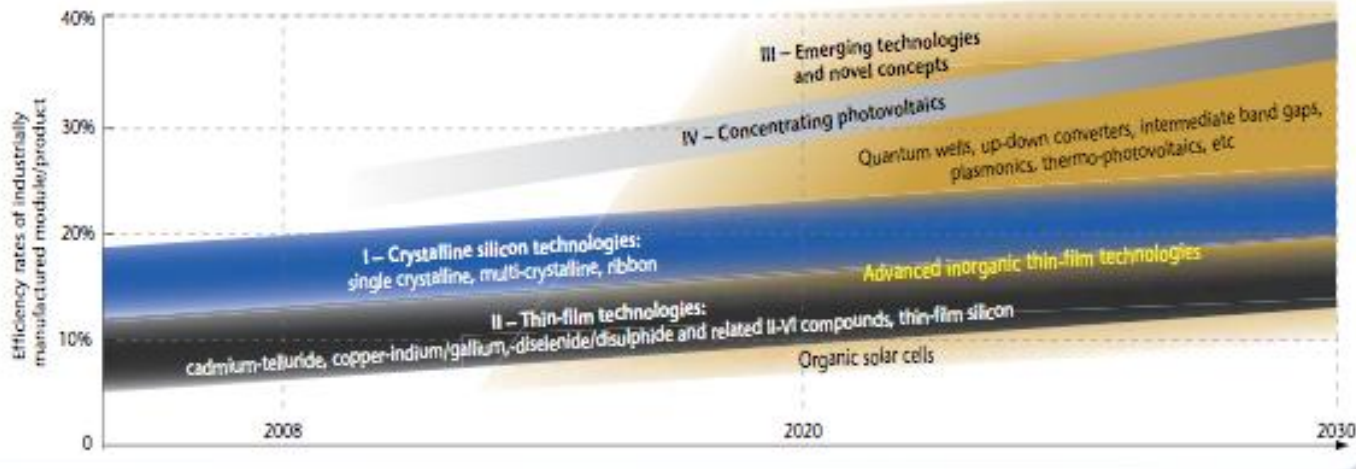 40%
30%
20%
10%
0
Efficiency rates of industrially
manufactured module/product
III – Emerging technologies
and novel concepts
IV – Concentrating photovoltaics
Quantum wells, up-down converters, intermediate band gaps,
plasmonics, thermo-photovoltaics, etc
I – Crystalline silicon technologies:
single crystalline, multi-crystalline, ribbon
Advanced inorganic thin-film technologies
II – Thin-film technologies:
cadmium-telluride, copper-indium/gallium,-diselenide/disulphide and related II-VI compounds, thin-film silicon
Organic solar cells
2008
2020
2030